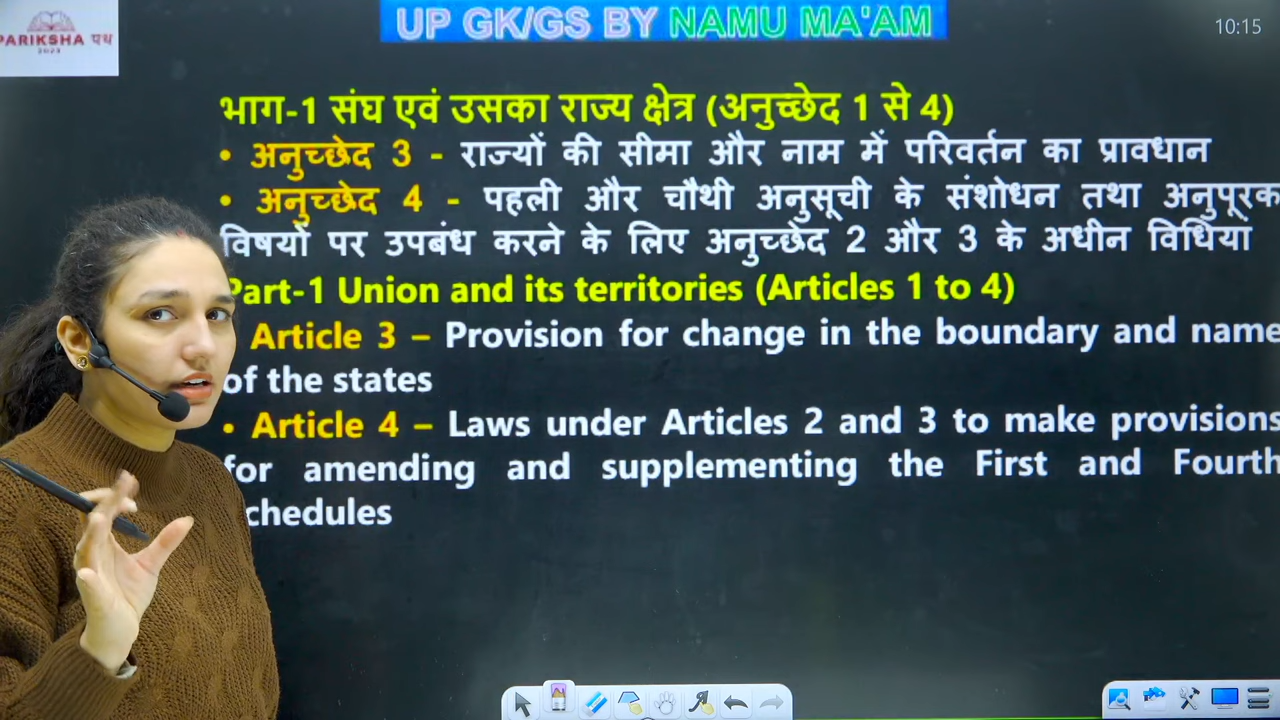 UP GK/GS BY NAMU MA'AM
10:15
PARIKSHA पथ
2023
भाग-1 संघ एवं उसका राज्य क्षेत्र (अनुच्छेद 1 से 4)
• अनुच्छेद 3 - राज्यों की सीमा और नाम में परिवर्तन का प्रावधान
• अनुच्छेद 4 - पहली और चौथी अनुसूची के संशोधन तथा अनुपूरक
विषयों पर उपबंध करने के लिए अनुच्छेद 2 और 3 के अधीन विधियां
Part-1 Union and its territories (Articles 1 to 4)
Article 3 – Provision for change in the boundary and name
of the states
• Article 4 – Laws under Articles 2 and 3 to make provisions
for amending and supplementing the First and Fourth
chedules